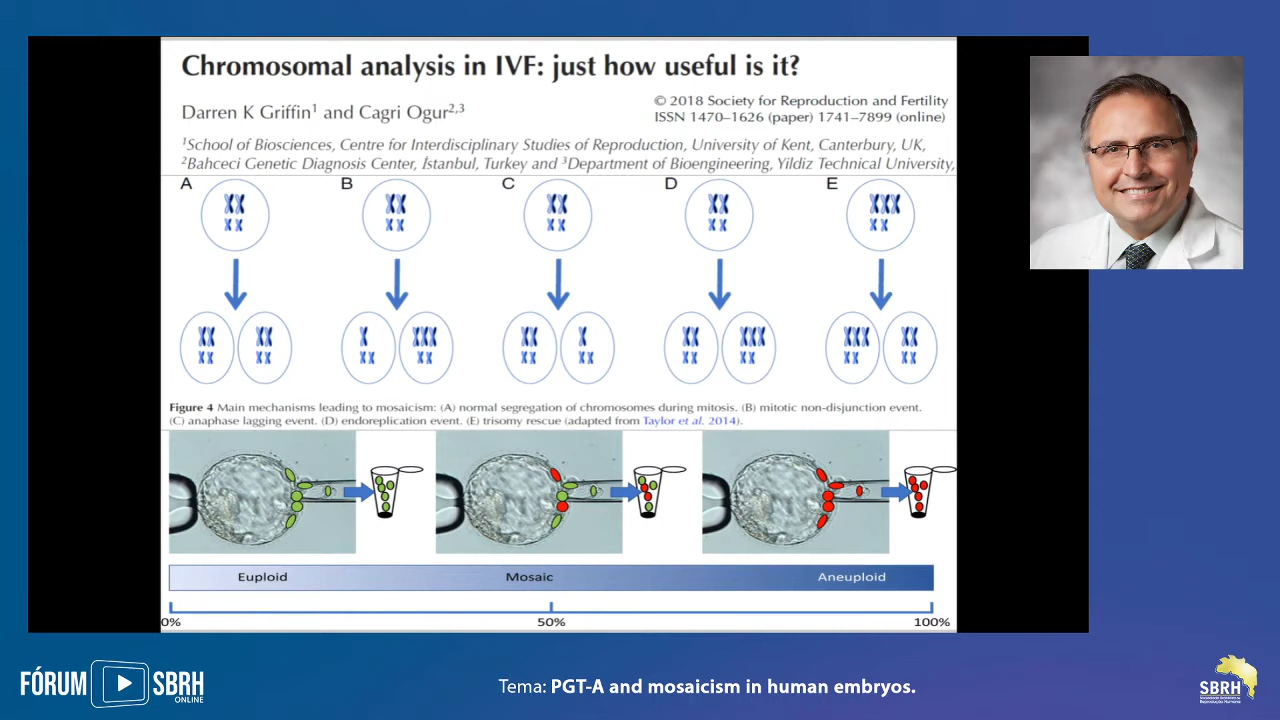 Chromosomal analysis in IVF: just how useful is it?
Darren K Griffin1 and Cagri Ogur2,3
© 2018 Society for Reproduction and Fertility
ISSN 1470–1626 (paper) 1741–7899 (online)
1School of Biosciences, Centre for Interdisciplinary Studies of Reproduction, University of Kent, Canterbury, UK,
2Bahceci Genetic Diagnosis Center, İstanbul, Turkey and 3Department of Bioengineering, Yildiz Technical University,
A B C D E
Figure 4 Main mechanisms leading to mosaicism: (A) normal segregation of chromosomes during mitosis. (B) mitotic non-disjunction event.
(C) anaphase lagging event. (D) endoreplication event. (E) trisomy rescue (adapted from Taylor et al. 2014).
Euploid Mosaic Aneuploid
0% 50% 100%
FÓRUM SBRH
ONLINE
Tema: PGT-A and mosaicism in human embryos.
SBRH